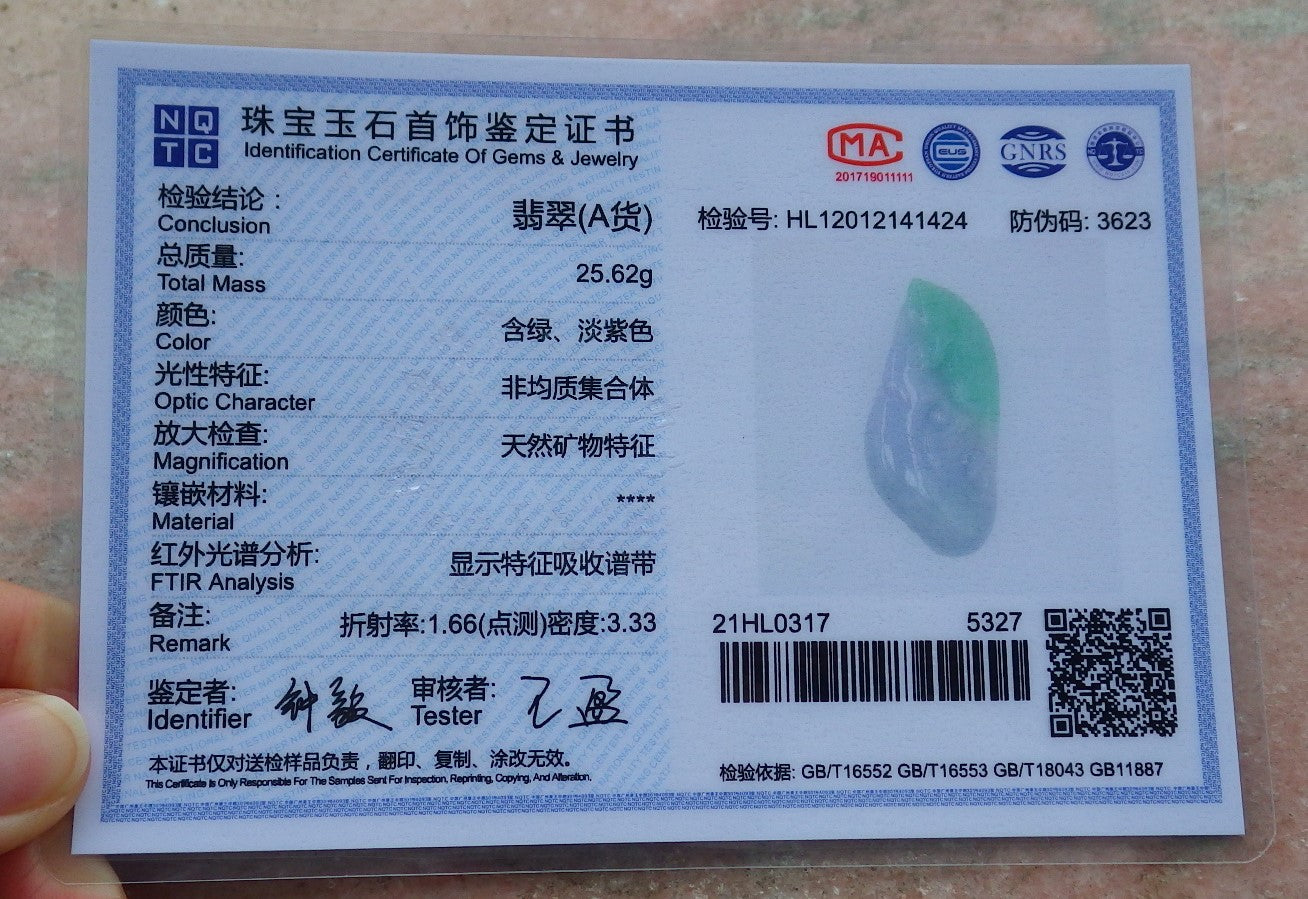 NQ
TC
珠宝玉石首饰鉴定证书
Identification Certificate Of Gems & Jewelry
检验结论：
Conclusion
翡翠(A货)
总质量:
Total Mass
25.62g
颜色:
Color
含绿、淡紫色
光性特征:
Optic Character
非均质集合体
放大检查:
Magnification
天然矿物特征
镶嵌材料:
Material
****
红外光谱分析:
FTIR Analysis
显示特征吸收谱带
备注:
Remark
折射率:1.66(点测)密度:3.33
鉴定者:
Identifier
审核者:
Tester
本证书仅对送检样品负责，翻印、复制、涂改无效。
This Certificate Is Only Responsible For The Samples Sent For Inspection, Reprinting, Copying, And Alteration.
MA
201719011111
EUS
GNRS
检验号: HL12012141424 防伪码: 3623
21HL0317 5327
检验依据: GB/T16552 GB/T16553 GB/T18043 GB11887